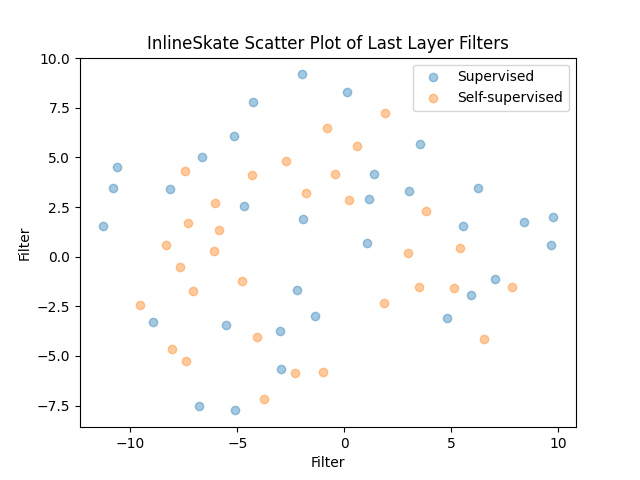 InlineSkate Scatter Plot of Last Layer Filters
Supervised
Self-supervised
10.0
7.5
5.0
2.5
0.0
−2.5
−5.0
−7.5
Filter
−10
−5
0
5
10
Filter